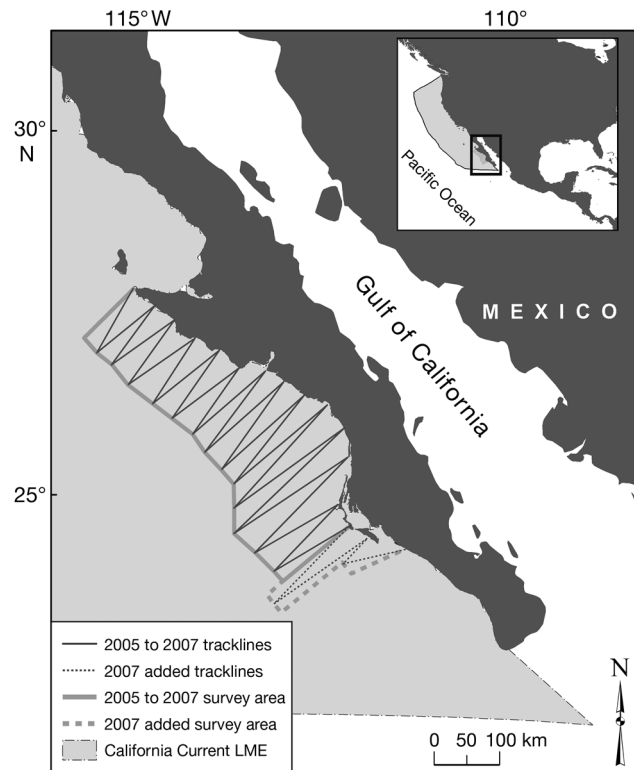 115°W
110°
30°
N
Pacific Ocean
Gulf of California
MEXICO
25°
2005 to 2007 tracklines
2007 added tracklines
2005 to 2007 survey area
2007 added survey area
California Current LME
0 50 100 km
N